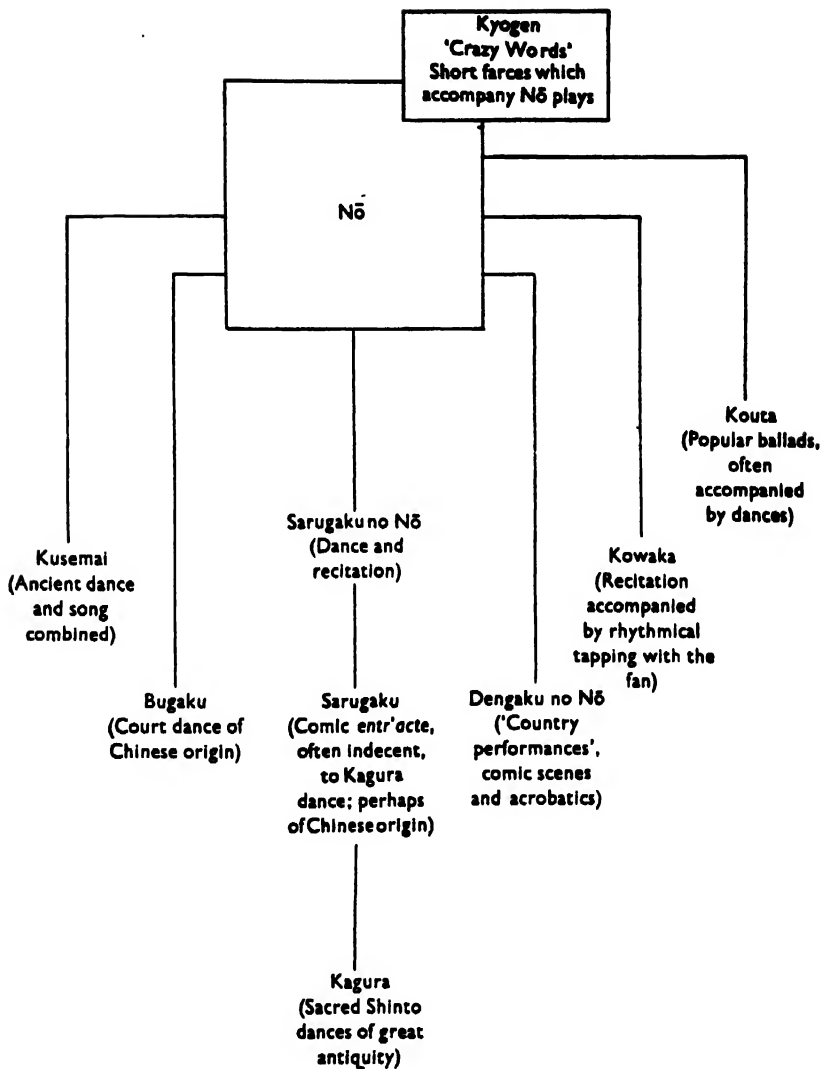 Kyogen
'Crazy Words'
Short farces which
accompany Nō plays
Nō
Kouta
(Popular ballads,
often
accompanied
by dances)
Sarugaku no Nō
(Dance and
recitation)
Kusemai
(Ancient dance
and song
combined)
Kowaka
(Recitation
accompanied
by rhythmical
tapping with the
fan)
Bugaku
(Court dance of
Chinese origin)
Sarugaku
(Comic entr'acte,
often indecent,
to Kagura
dance; perhaps
of Chinese origin)
Dengaku no Nō
('Country
performances',
comic scenes
and acrobatics)
Kagura
(Sacred Shinto
dances of great
antiquity)